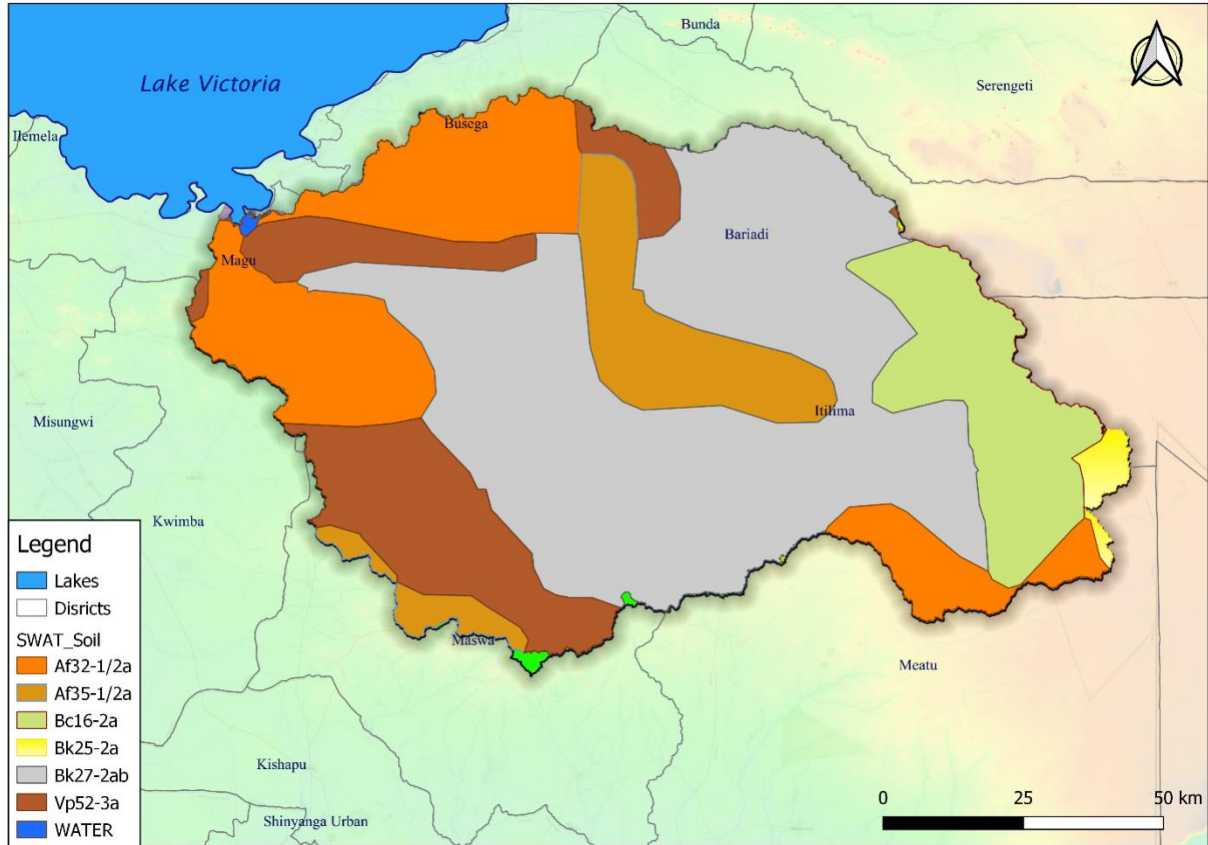 Bunda
Lake Victoria
Serengeti
Ilemela
Busega
Bariadi
Magu
Itilima
Misungwi
Kwimba
Maswa
Meatu
Kishapu
Shinyanga Urban
Legend
Lakes
Disricts
SWAT_Soil
Af32-1/2a
Af35-1/2a
Bc16-2a
Bk25-2a
Bk27-2ab
Vp52-3a
WATER
0 25 50 km